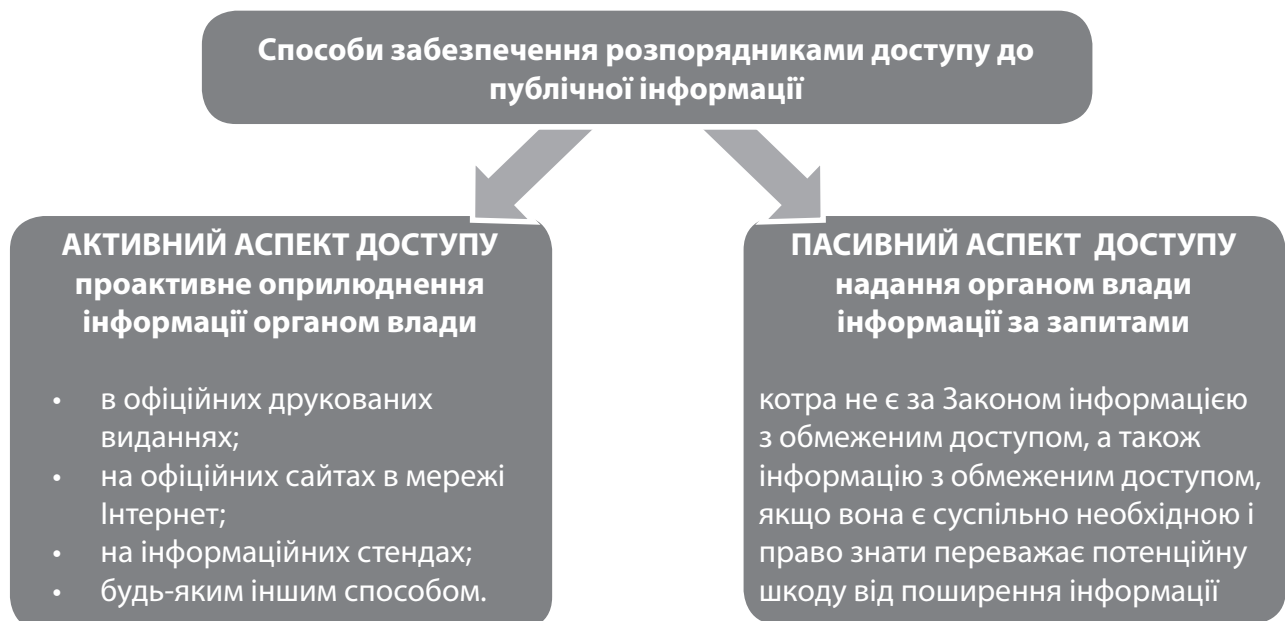 Способи забезпечення розпорядниками доступу до
публічної інформації
АКТИВНИЙ АСПЕКТ ДОСТУПУ
проактивне оприлюднення
інформації органом влади
• в офіційних друкованих
виданнях;
• на офіційних сайтах в мережі
Інтернет;
• на інформаційних стендах;
• будь-яким іншим способом.
ПАСИВНИЙ АСПЕКТ ДОСТУПУ
надання органом влади
інформації за запитами
котра не є за Законом інформацією
з обмеженим доступом, а також
інформацію з обмеженим доступом,
якщо вона є суспільно необхідною і
право знати переважає потенційну
шкоду від поширення інформації